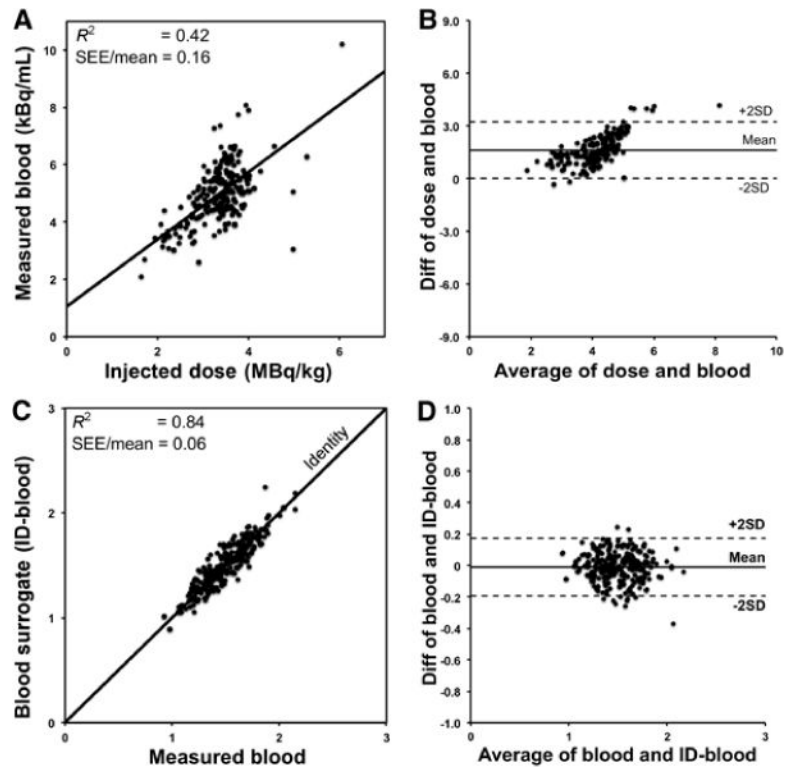 A
R² = 0.42
SEE/mean = 0.16
Measured blood (kBq/mL)
10
8
6
4
2
0
0 2 4 6
Injected dose (MBq/kg)
B
Diff of dose and blood
9.0
6.0
3.0
0
-3.0
-6.0
-9.0
+2SD
Mean
-2SD
0 2 4 6 8 10
Average of dose and blood
C
R² = 0.84
SEE/mean = 0.06
Identity
Blood surrogate (ID-blood)
3
2
1
0
0 1 2 3
Measured blood
D
Diff of blood and ID-blood
1.0
0.8
0.6
0.4
0.2
0
-0.2
-0.4
-0.6
-0.8
-1.0
+2SD
Mean
-2SD
0 1 2 3
Average of blood and ID-blood